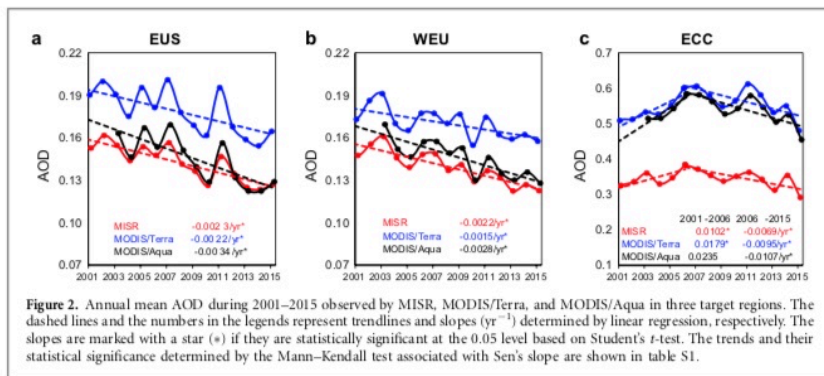 a EUS
b WEU
c ECC
0.22
0.19
0.16
0.13
0.07
AOD
2001 2003 2005 2007 2009 2011 2013 2015
MISR -0.002 3/yr*
MODIS/Terra -0.00 22/yr*
MODIS/Aqua -0.00 34/yr*
0.22
0.19
0.16
0.13
0.07
AOD
2001 2003 2005 2007 2009 2011 2013 2015
MISR -0.0022/yr*
MODIS/Terra -0.0015/yr*
MODIS/Aqua -0.0028/yr*
0.7
0.6
0.5
0.4
0.3
0.2
0.1
AOD
2001 2003 2005 2007 2009 2011 2013 2015
2001 -2006 2006 -2015
MISR 0.0102* -0.0069/yr*
MODIS/Terra 0.0179* -0.0095/yr*
MODIS/Aqua 0.0235 -0.0107/yr*
Figure 2. Annual mean AOD during 2001–2015 observed by MISR, MODIS/Terra, and MODIS/Aqua in three target regions. The
dashed lines and the numbers in the legends represent trendlines and slopes (yr−1) determined by linear regression, respectively. The
slopes are marked with a star (*) if they are statistically significant at the 0.05 level based on Student's t-test. The trends and their
statistical significance determined by the Mann–Kendall test associated with Sen's slope are shown in table S1.